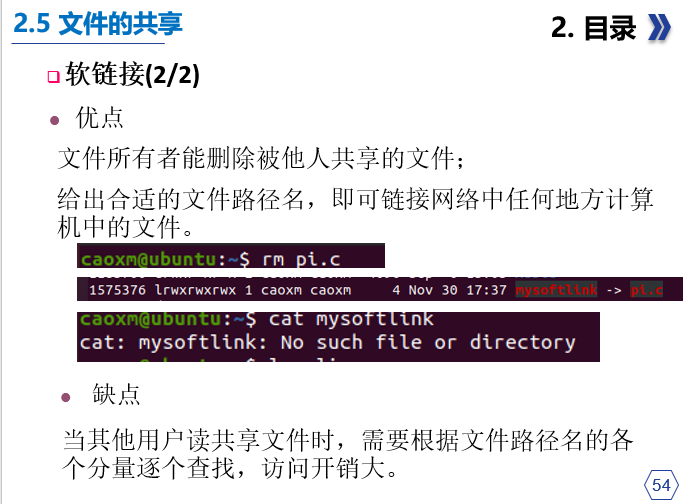 2.5 文件的共享
2. 目录
软链接(2/2)
优点
文件所有者能删除被他人共享的文件；
给出合适的文件路径名，即可链接网络中任何地方计算
机中的文件。
caoxm@ubuntu:~$ rm pi.c
1575376 lrwxrwxrwx 1 caoxm caoxm 4 Nov 30 17:37 mysoftlink -> pi.c
caoxm@ubuntu:~$ cat mysoftlink
cat: mysoftlink: No such file or directory
缺点
当其他用户读共享文件时，需要根据文件路径名的各
个分量逐个查找，访问开销大。
54